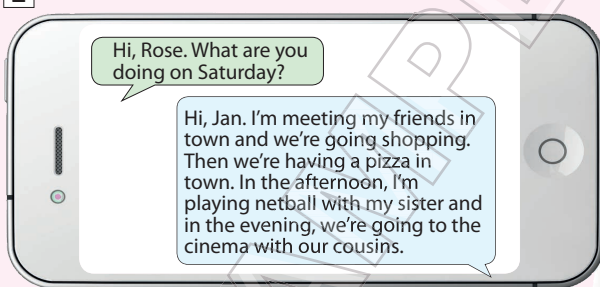 Hi, Rose. What are you
doing on Saturday?
Hi, Jan. I'm meeting my friends in
town and we're going shopping.
Then we're having a pizza in
town. In the afternoon, I'm
playing netball with my sister and
in the evening, we're going to the
cinema with our cousins.